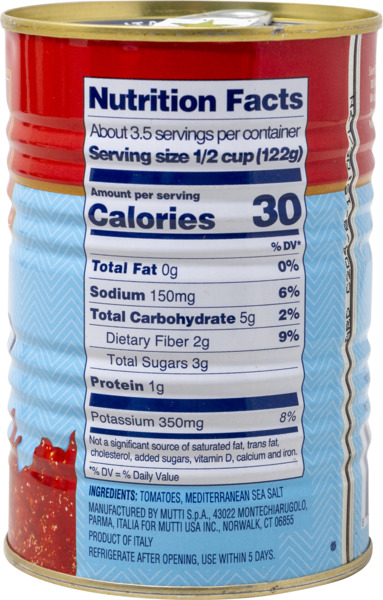 Nutrition Facts
About 3.5 servings per container
Serving size 1/2 cup (122g)
Amount per serving
Calories 30
% DV*
Total Fat 0g 0%
Sodium 150mg 6%
Total Carbohydrate 5g 2%
Dietary Fiber 2g 9%
Total Sugars 3g
Protein 1g
Potassium 350mg 8%
Not a significant source of saturated fat, trans fat,
cholesterol, added sugars, vitamin D, calcium and iron.
*% DV = % Daily Value
INGREDIENTS: TOMATOES, MEDITERRANEAN SEA SALT
MANUFACTURED BY MUTTI S.p.A., 43022 MONTECHIARUGOLO,
PARMA, ITALIA FOR MUTTI USA INC., NORWALK, CT 06855
PRODUCT OF ITALY
REFRIGERATE AFTER OPENING, USE WITHIN 5 DAYS.